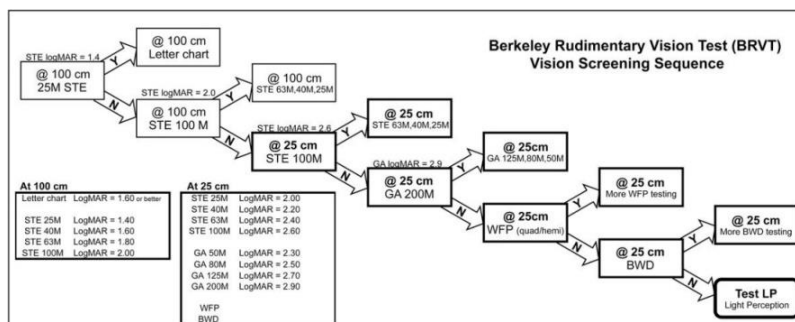 Berkeley Rudimentary Vision Test (BRVT)
Vision Screening Sequence
STE logMAR = 1.4
@ 100 cm
25M STE
Y
N
@ 100 cm
Letter chart
STE logMAR = 2.0
@ 100 cm
STE 100 M
Y
N
@ 100 cm
STE 63M,40M,25M
STE logMAR = 2.6
@ 25 cm
STE 100M
Y
N
@ 25 cm
STE 63M,40M,25M
GA logMAR = 2.9
@ 25 cm
GA 200M
Y
N
@ 25cm
GA 125M,80M,50M
@ 25cm
WFP (quad/hemi)
Y
N
@ 25 cm
More WFP testing
@ 25 cm
BWD
Y
N
@ 25 cm
More BWD testing
Test LP
Light Perception
At 100 cm
Letter chart LogMAR = 1.60 or better
STE 25M LogMAR = 1.40
STE 40M LogMAR = 1.60
STE 63M LogMAR = 1.80
STE 100M LogMAR = 2.00
At 25 cm
STE 25M LogMAR = 2.00
STE 40M LogMAR = 2.20
STE 63M LogMAR = 2.40
STE 100M LogMAR = 2.60
GA 50M LogMAR = 2.30
GA 80M LogMAR = 2.50
GA 125M LogMAR = 2.70
GA 200M LogMAR = 2.90
WFP
BWD